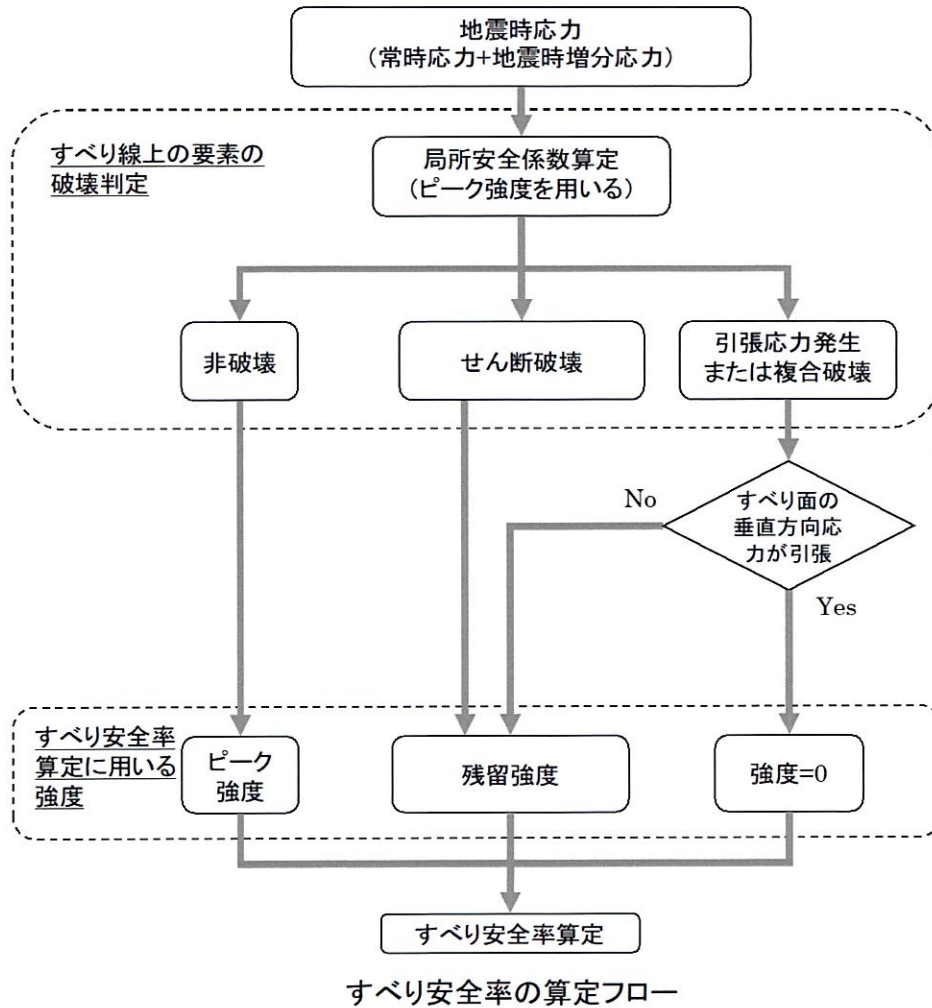 地震時応力
（常時応力+地震時増分応力）
すべり線上の要素の
破壊判定
局所安全係数算定
（ピーク強度を用いる）
非破壊
せん断破壊
引張応力発生
または複合破壊
No
すべり面の
垂直方向応
力が引張
Yes
すべり安全率
算定に用いる
強度
ピーク
強度
残留強度
強度=0
すべり安全率算定
すべり安全率の算定フロー